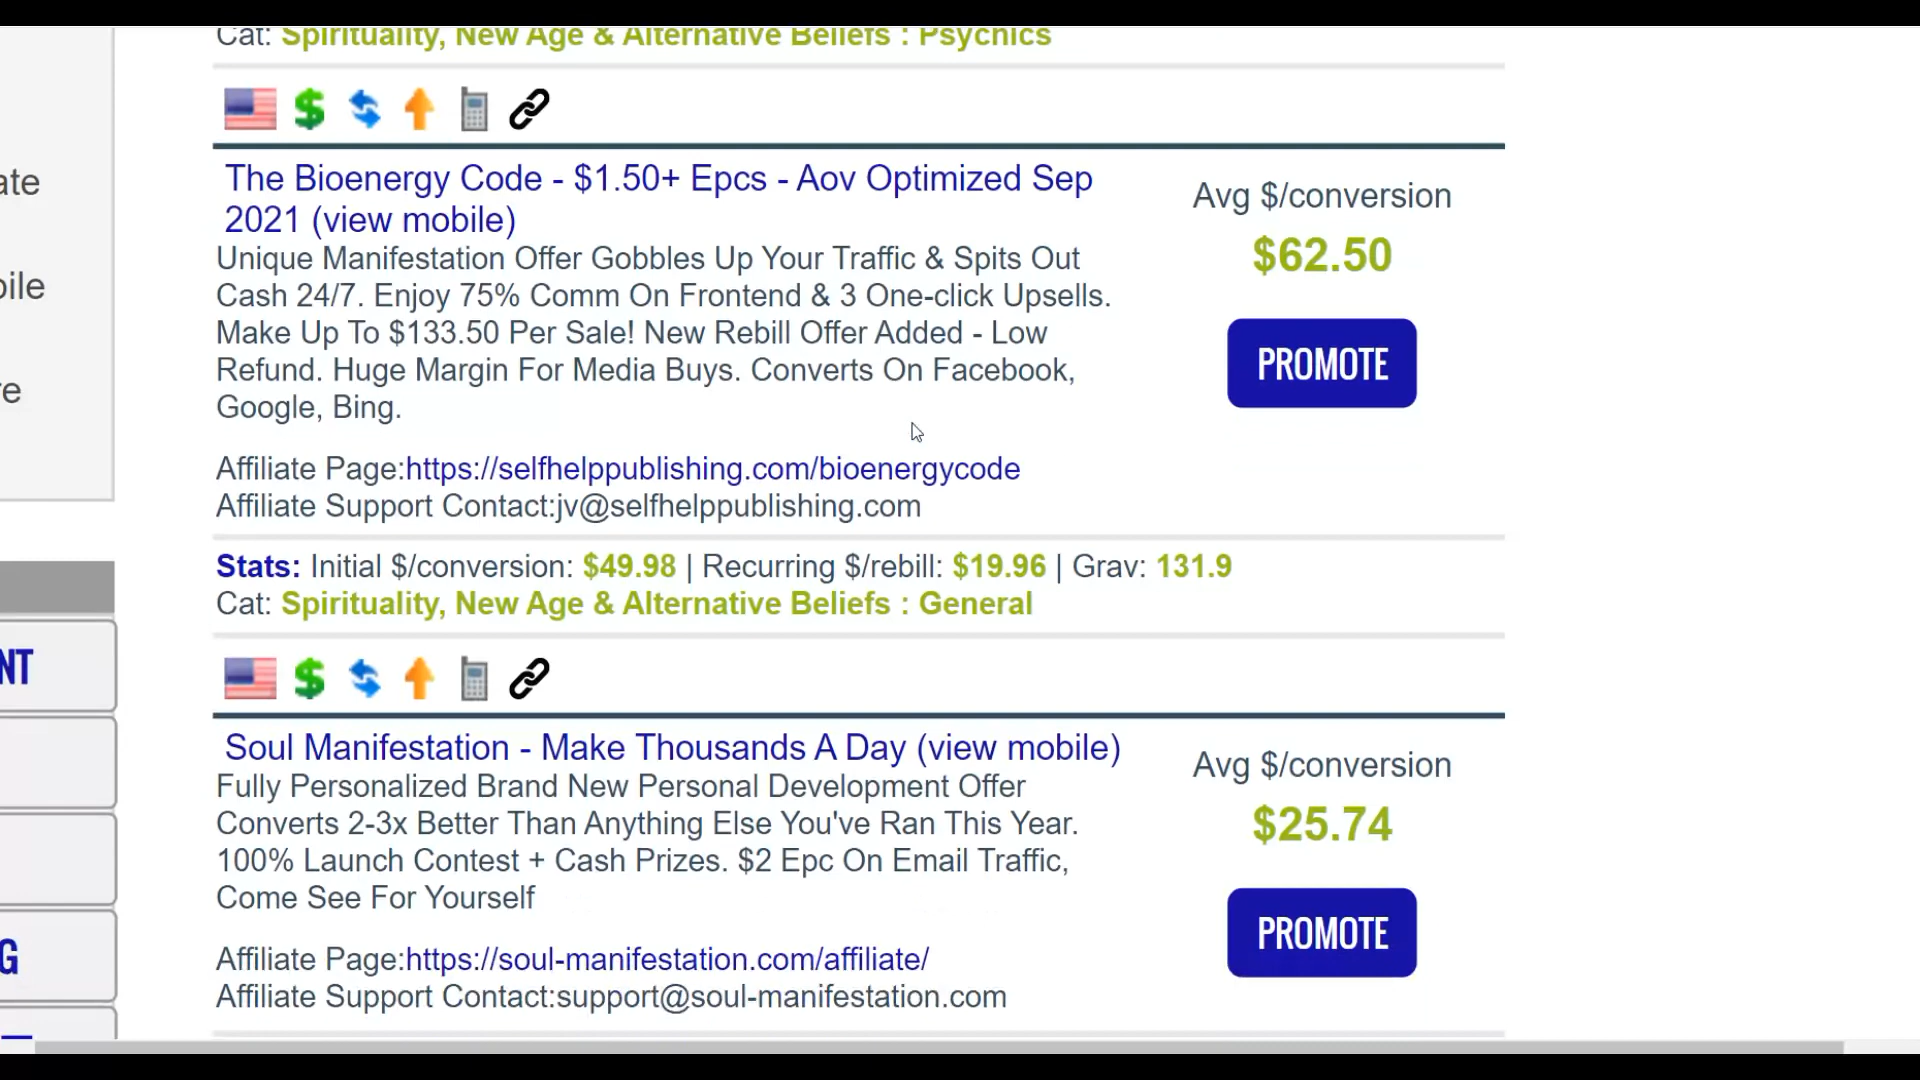 Cat: Spirituality, New Age & Alternative Beliefs : Psychics
The Bioenergy Code - $1.50+ Epcs - Aov Optimized Sep
2021 (view mobile)
Unique Manifestation Offer Gobbles Up Your Traffic & Spits Out
Cash 24/7. Enjoy 75% Comm On Frontend & 3 One-click Upsells.
Make Up To $133.50 Per Sale! New Rebill Offer Added - Low
Refund. Huge Margin For Media Buys. Converts On Facebook,
Google, Bing.
Affiliate Page:https://selfhelppublishing.com/bioenergycode
Affiliate Support Contact:jv@selfhelppublishing.com
Avg $/conversion
$62.50
PROMOTE
Stats: Initial $/conversion: $49.98 | Recurring $/rebill: $19.96 | Grav: 131.9
Cat: Spirituality, New Age & Alternative Beliefs : General
Soul Manifestation - Make Thousands A Day (view mobile)
Fully Personalized Brand New Personal Development Offer
Converts 2-3x Better Than Anything Else You've Ran This Year.
100% Launch Contest + Cash Prizes. $2 Epc On Email Traffic,
Come See For Yourself
Affiliate Page:https://soul-manifestation.com/affiliate/
Affiliate Support Contact:support@soul-manifestation.com
Avg $/conversion
$25.74
PROMOTE
ate
bile
re
NT
G